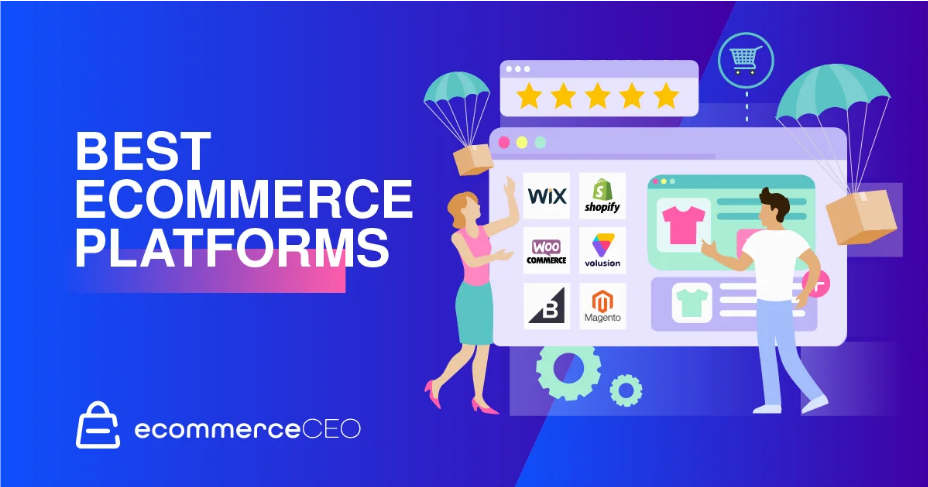 BEST
ECOMMERCE
PLATFORMS
WiX
shopify
WOO
COMMERCE
volusion
B
Magento
ecommerceCEO